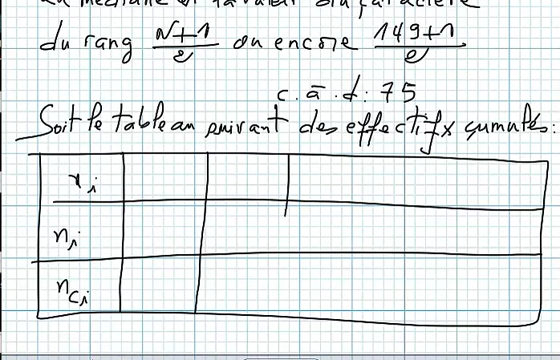 du rang N+1/2 ou encore 149+1/2
c.à.d: 75
Soit le tableau suivant des effectifs cumulés:
xi
ni
nci